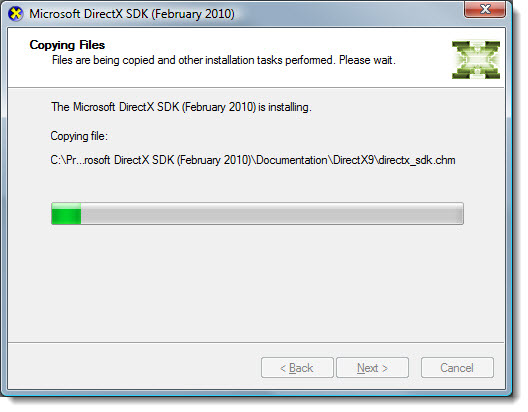 Microsoft DirectX SDK (February 2010)
Copying Files
Files are being copied and other installation tasks performed. Please wait.
The Microsoft DirectX SDK (February 2010) is installing.
Copying file:
C:\Pr...rosoft DirectX SDK (February 2010)\Documentation\DirectX9\directx_sdk.chm
< Back Next > Cancel